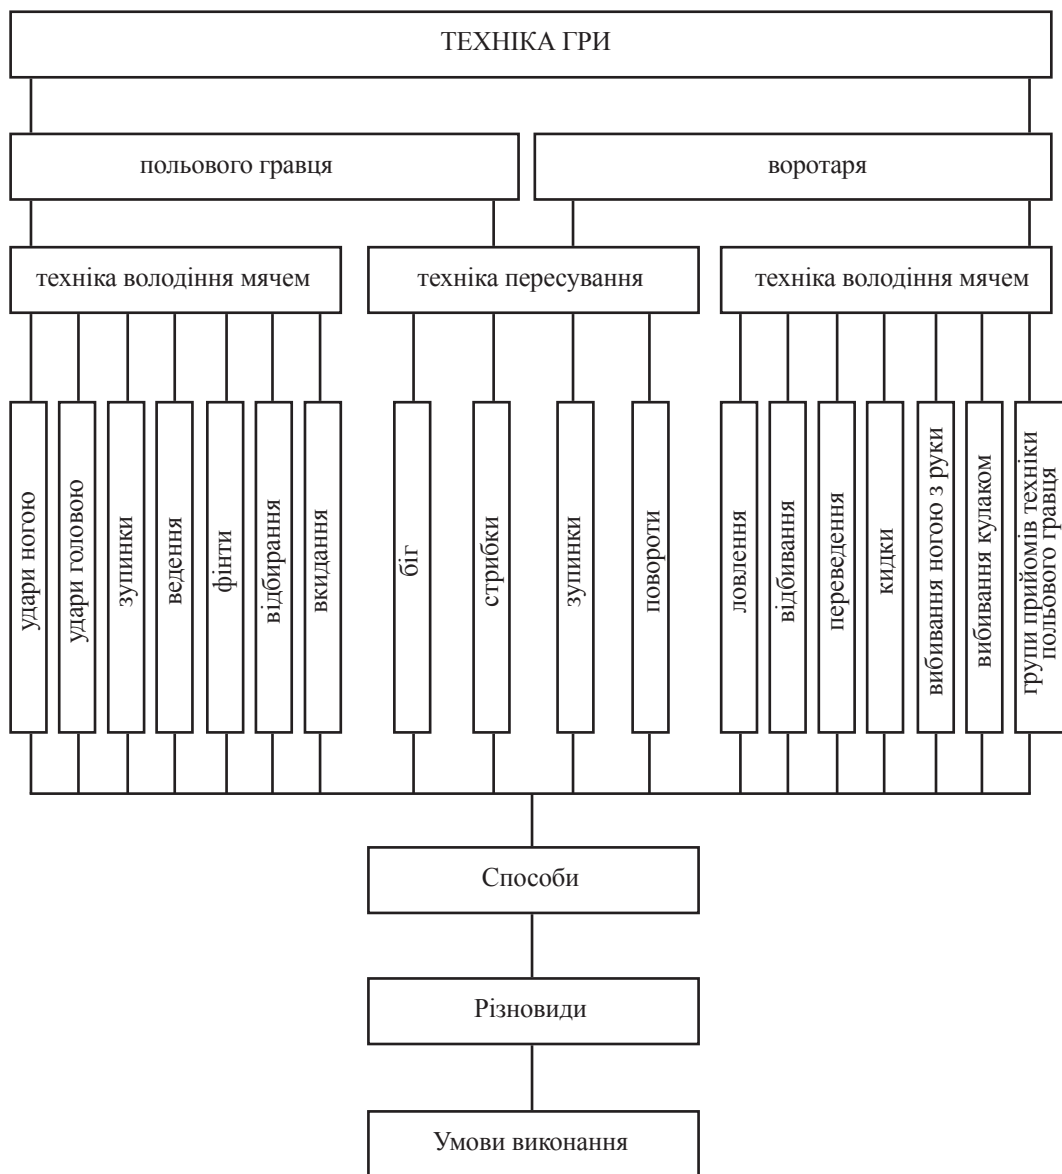 ТЕХНІКА ГРИ
польового гравця
воротаря
техніка володіння мячем
техніка пересування
техніка володіння мячем
удари ногою
удари головою
зупинки
ведення
фінти
відбирання
вкидання
біг
стрибки
зупинки
повороти
ловлення
відбивання
переведення
кидки
вибивання ногою з руки
вибивання кулаком
групи прийомів техніки
польового гравця
Способи
Різновиди
Умови виконання